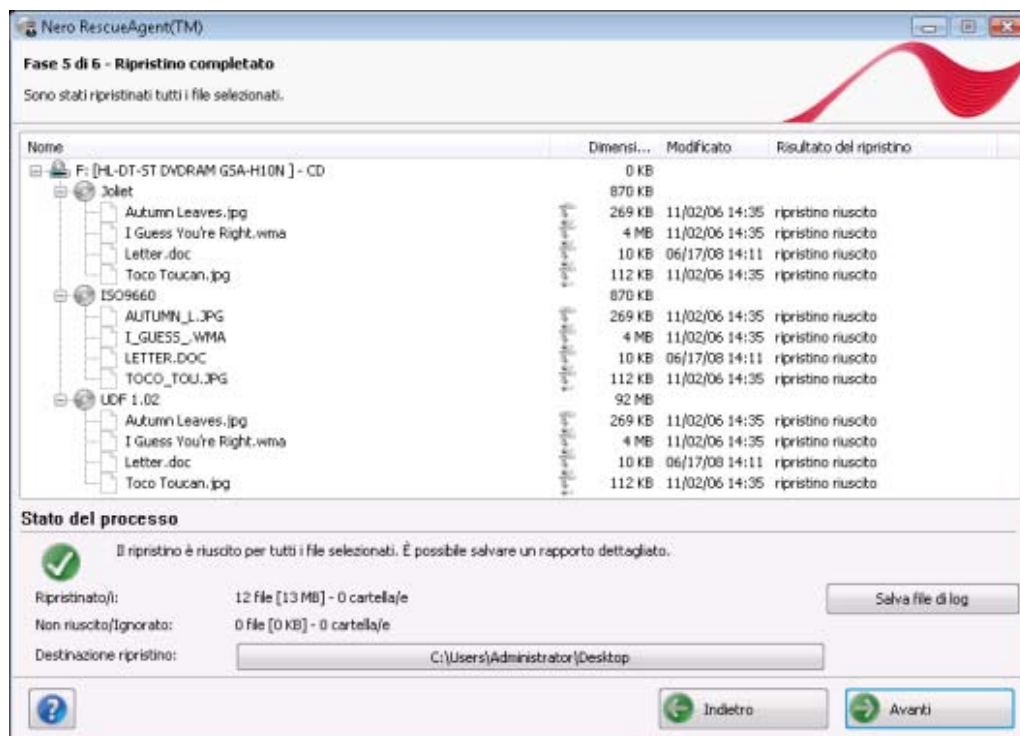 Nero RescueAgent(TM)
Fase 5 di 6 - Ripristino completato
Sono stati ripristinati tutti i file selezionati.
Nome Dimensi... Modificato Risultato del ripristino
F: [HL-DT-ST DVDRAM GSA-H10N ] - CD 0 KB
Joliet 870 KB
Autumn Leaves.jpg 269 KB 11/02/06 14:35 ripristino riuscito
I Guess You're Right.wma 4 MB 11/02/06 14:35 ripristino riuscito
Letter.doc 10 KB 06/17/08 14:11 ripristino riuscito
Toco Toucan.jpg 112 KB 11/02/06 14:35 ripristino riuscito
ISO9660 870 KB
AUTUMN_L.JPG 269 KB 11/02/06 14:35 ripristino riuscito
I_GUESS_.WMA 4 MB 11/02/06 14:35 ripristino riuscito
LETTER.DOC 10 KB 06/17/08 14:11 ripristino riuscito
TOCO_TOU.JPG 112 KB 11/02/06 14:35 ripristino riuscito
UDF 1.02 92 MB
Autumn Leaves.jpg 269 KB 11/02/06 14:35 ripristino riuscito
I Guess You're Right.wma 4 MB 11/02/06 14:35 ripristino riuscito
Letter.doc 10 KB 06/17/08 14:11 ripristino riuscito
Toco Toucan.jpg 112 KB 11/02/06 14:35 ripristino riuscito
Stato del processo
Il ripristino è riuscito per tutti i file selezionati. È possibile salvare un rapporto dettagliato.
Ripristinato/i: 12 file [13 MB] - 0 cartella/e Salva file di log
Non riuscito/Ignorato: 0 file [0 KB] - 0 cartella/e
Destinazione ripristino: C:\Users\Administrator\Desktop
Indietro Avanti